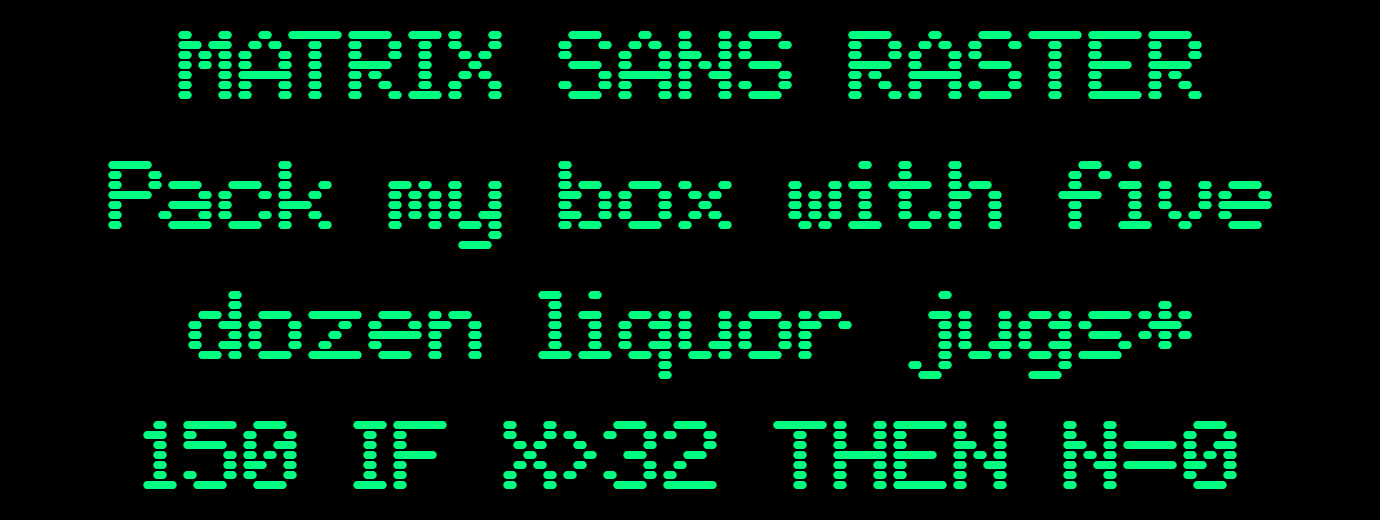 MATRIX SANS RASTER
Pack my box with five
dozen liquor jugs*
150 IF X>32 THEN N=0